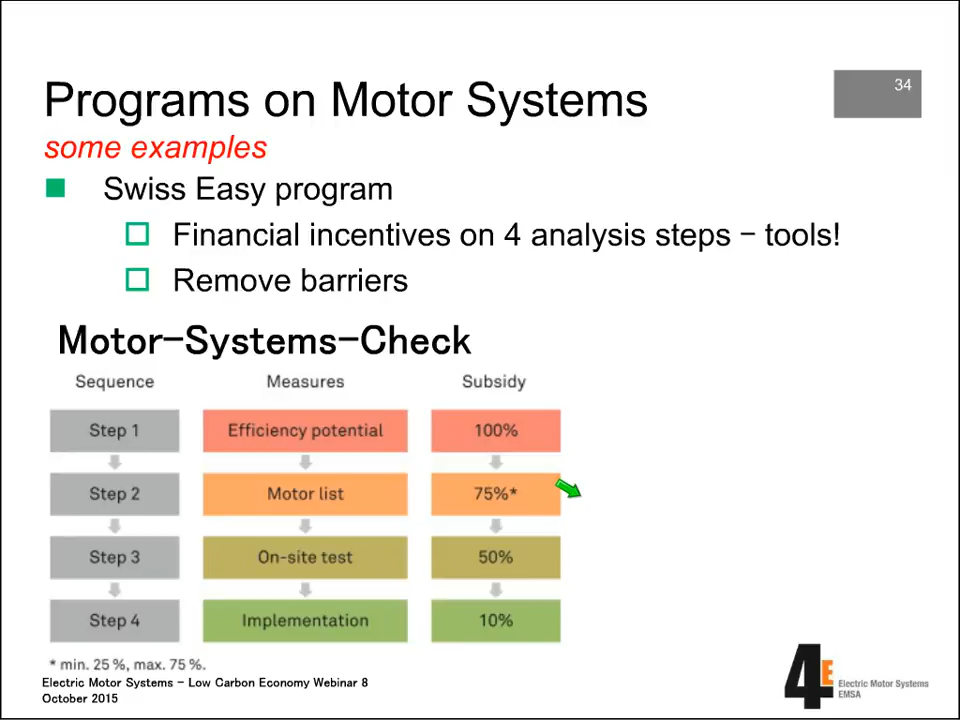 34
Programs on Motor Systems
some examples
Swiss Easy program
Financial incentives on 4 analysis steps – tools!
Remove barriers
Motor-Systems-Check
Sequence Measures Subsidy
Step 1 Efficiency potential 100%
Step 2 Motor list 75%*
Step 3 On-site test 50%
Step 4 Implementation 10%
* min. 25 %, max. 75 %.
Electric Motor Systems - Low Carbon Economy Webinar 8
October 2015
4E Electric Motor Systems
EMSA